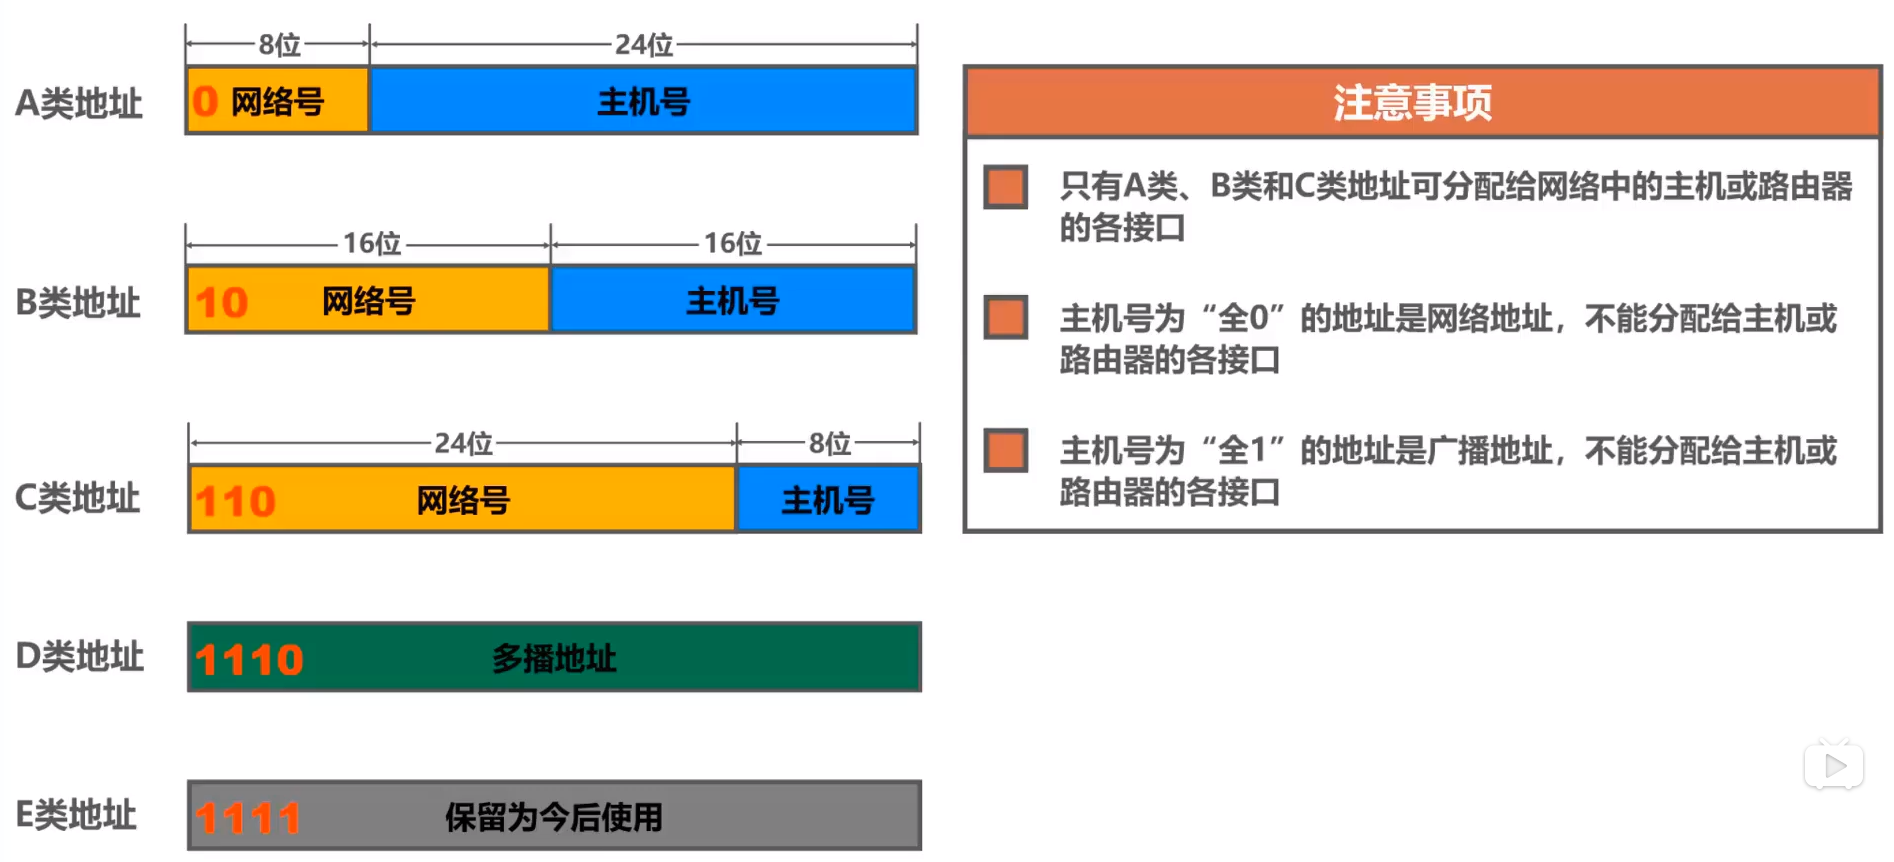 8位
24位
A类地址
0 网络号
主机号
16位
16位
B类地址
10 网络号
主机号
24位
8位
C类地址
110 网络号
主机号
D类地址
1110 多播地址
E类地址
1111 保留为今后使用
注意事项
只有A类、B类和C类地址可分配给网络中的主机或路由器
的各接口
主机号为“全0”的地址是网络地址，不能分配给主机或
路由器的各接口
主机号为“全1”的地址是广播地址，不能分配给主机或
路由器的各接口